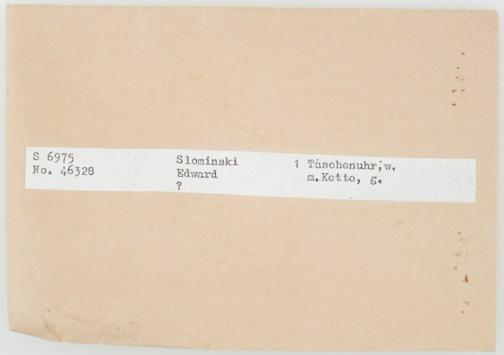 S 6975 Slominski 1 Taschenuhr,w.
No. 46328 Edward m.Kette, g.
?